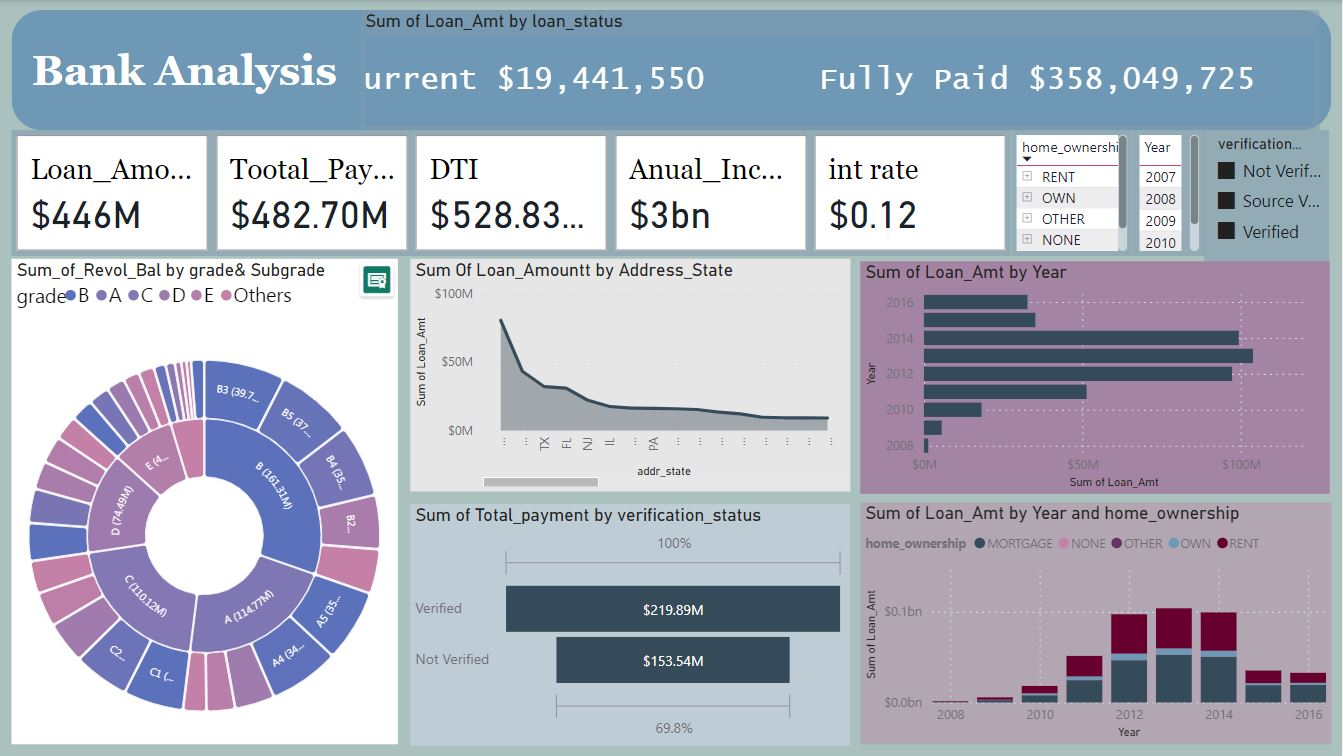 Sum of Loan_Amt by loan_status
Bank Analysis
urrent $19,441,550
Fully Paid $358,049,725
Loan_Amo...
$446M
Tootal_Pay...
$482.70M
DTI
$528.83...
Anual_Inc...
$3bn
int rate
$0.12
home_ownershi
RENT
OWN
OTHER
NONE
Year
2007
2008
2009
2010
verification...
Not Verif...
Source V...
Verified
Sum_of_Revol_Bal by grade& Subgrade
grade B A C D E Others
B3 (39.7...
B5 (37....
B4 (35...
B2...
A5 (35...
A4 (34...
C1 (...
C2...
B (161.31M)
A (114.77M)
C (110.12M)
D (74.49M)
E (4...
Sum Of Loan_Amountt by Address_State
Sum of Loan_Amt
$100M
$50M
$0M
TX FL NJ IL PA
addr_state
Sum of Loan_Amt by Year
Year
2016
2014
2012
2010
2008
$0M $50M $100M
Sum of Loan_Amt
Sum of Total_payment by verification_status
100%
Verified $219.89M
Not Verified $153.54M
69.8%
Sum of Loan_Amt by Year and home_ownership
home_ownership MORTGAGE NONE OTHER OWN RENT
Sum of Loan_Amt
$0.1bn
$0.0bn
2008 2010 2012 2014 2016
Year